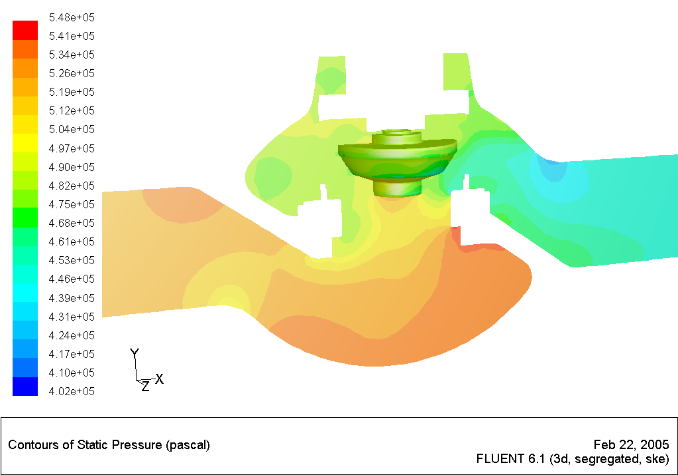 5.48e+05
5.41e+05
5.34e+05
5.26e+05
5.19e+05
5.12e+05
5.04e+05
4.97e+05
4.90e+05
4.82e+05
4.75e+05
4.68e+05
4.61e+05
4.53e+05
4.46e+05
4.39e+05
4.31e+05
4.24e+05
4.17e+05
4.10e+05
4.02e+05
Y
Z X
Contours of Static Pressure (pascal)
Feb 22, 2005
FLUENT 6.1 (3d, segregated, ske)